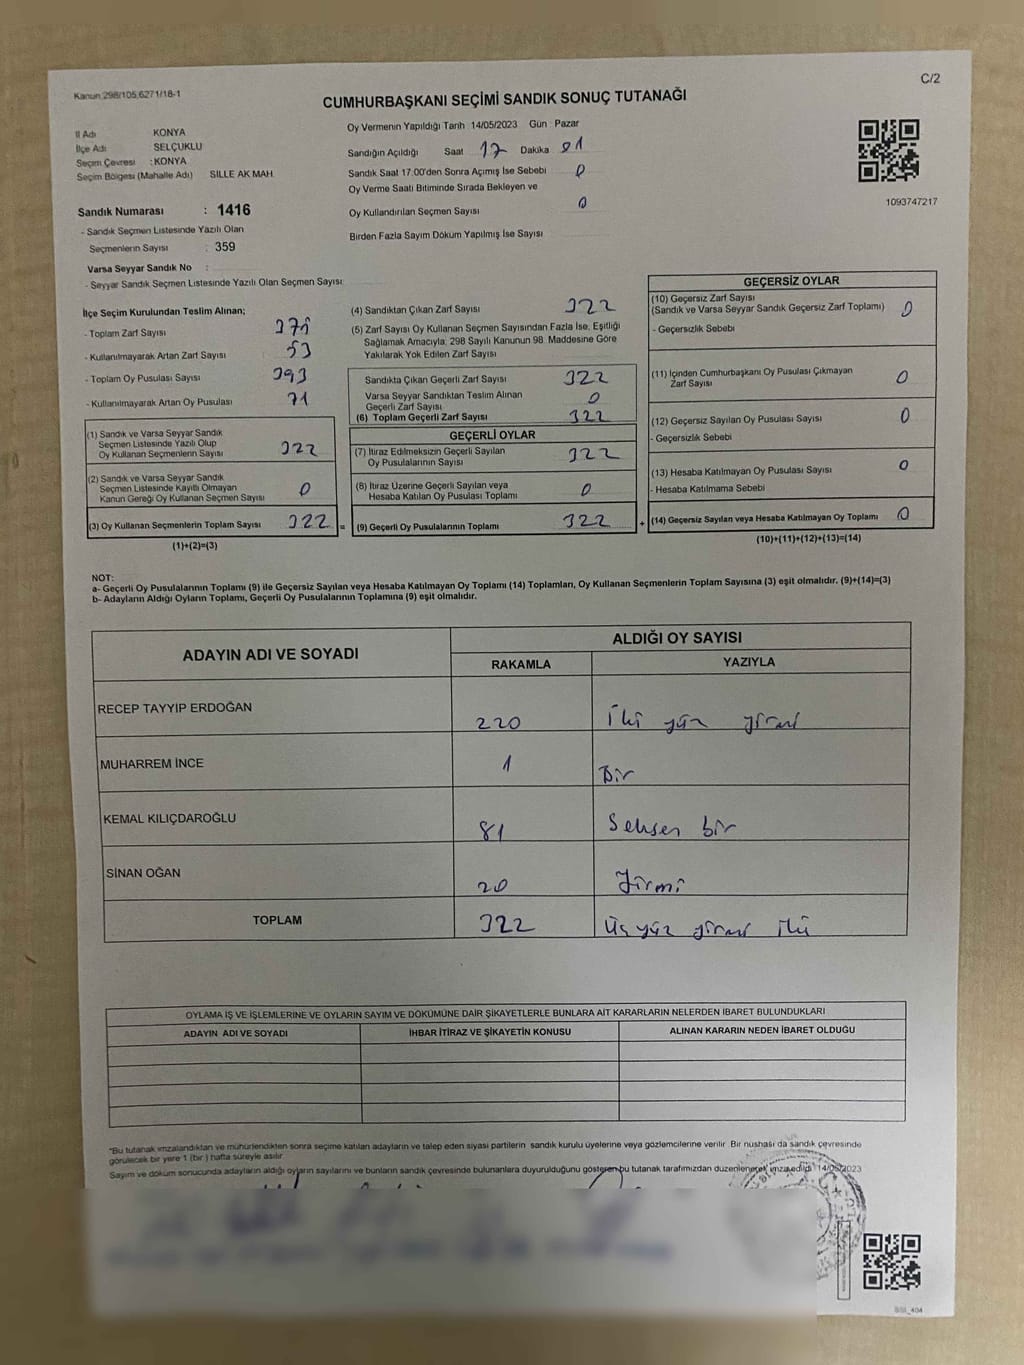 C/2
Kanun 298/105,6271/18-1
CUMHURBAŞKANI SEÇİMİ SANDIK SONUÇ TUTANAĞI
İl Adı KONYA
İlçe Adı SELÇUKLU
Seçim Çevresi : KONYA
Seçim Bölgesi (Mahalle Adı) SILLE AK MAH.
Sandık Numarası : 1416
- Sandık Seçmen Listesinde Yazılı Olan
Seçmenlerin Sayısı : 359
Varsa Seyyar Sandık No :
- Seyyar Sandık Seçmen Listesinde Yazılı Olan Seçmen Sayısı:
Oy Vermenin Yapıldığı Tarih 14/05/2023 Gün : Pazar
Sandığın Açıldığı Saat 17 Dakika 01
Sandık Saat 17.00'den Sonra Açılmış İse Sebebi 0
Oy Verme Saati Bitiminde Sırada Bekleyen ve
Oy Kullandırılan Seçmen Sayısı 0
Birden Fazla Sayım Döküm Yapılmış İse Sayısı
1093747217
İlçe Seçim Kurulundan Teslim Alınan;
- Toplam Zarf Sayısı
- Kullanılmayarak Artan Zarf Sayısı : 53
- Toplam Oy Pusulası Sayısı : 393
- Kullanılmayarak Artan Oy Pusulası 71
(1) Sandık ve Varsa Seyyar Sandık
Seçmen Listesinde Yazılı Olup
Oy Kullanan Seçmenlerin Sayısı 322
(2) Sandık ve Varsa Seyyar Sandık
Seçmen Listesinde Kayıtlı Olmayan
Kanun Gereği Oy Kullanan Seçmen Sayısı 0
(3) Oy Kullanan Seçmenlerin Toplam Sayısı 322 =
(1)+(2)=(3)
(4) Sandıktan Çıkan Zarf Sayısı 322
(5) Zarf Sayısı Oy Kullanan Seçmen Sayısından Fazla İse, Eşitliği
Sağlamak Amacıyla; 298 Sayılı Kanunun 98. Maddesine Göre
Yakılarak Yok Edilen Zarf Sayısı
Sandıkta Çıkan Geçerli Zarf Sayısı 322
Varsa Seyyar Sandıktan Teslim Alınan
Geçerli Zarf Sayısı 0
(6) Toplam Geçerli Zarf Sayısı 322
GEÇERLİ OYLAR
(7) İtiraz Edilmeksizin Geçerli Sayılan
Oy Pusulalarının Sayısı 322
(8) İtiraz Üzerine Geçerli Sayılan veya
Hesaba Katılan Oy Pusulası Toplamı 0
(9) Geçerli Oy Pusulalarının Toplamı 322 +
GEÇERSİZ OYLAR
(10) Geçersiz Zarf Sayısı
(Sandık ve Varsa Seyyar Sandık Geçersiz Zarf Toplamı) 0
- Geçersizlik Sebebi
(11) İçinden Cumhurbaşkanı Oy Pusulası Çıkmayan
Zarf Sayısı 0
(12) Geçersiz Sayılan Oy Pusulası Sayısı 0
- Geçersizlik Sebebi
(13) Hesaba Katılmayan Oy Pusulası Sayısı 0
- Hesaba Katılmama Sebebi
(14) Geçersiz Sayılan veya Hesaba Katılmayan Oy Toplamı 0
(10)+(11)+(12)+(13)=(14)
NOT:
a- Geçerli Oy Pusulalarının Toplamı (9) ile Geçersiz Sayılan veya Hesaba Katılmayan Oy Toplamı (14) Toplamları, Oy Kullanan Seçmenlerin Toplam Sayısına (3) eşit olmalıdır. (9)+(14)=(3)
b- Adayların Aldığı Oyların Toplamı, Geçerli Oy Pusulalarının Toplamına (9) eşit olmalıdır.
ADAYIN ADI VE SOYADI ALDIĞI OY SAYISI
RAKAMLA YAZIYLA
RECEP TAYYİP ERDOĞAN 220 İki yüz yirmi
MUHARREM İNCE 1 Bir
KEMAL KILIÇDAROĞLU 81 Seksen bir
SİNAN OĞAN 20 Yirmi
TOPLAM 322 Üç yüz yirmi iki
OYLAMA İŞ VE İŞLEMLERİNE VE OYLARIN SAYIM VE DÖKÜMÜNE DAİR ŞİKAYETLERLE BUNLARA AİT KARARLARIN NELERDEN İBARET BULUNDUKLARI
ADAYIN ADI VE SOYADI İHBAR İTİRAZ VE ŞİKAYETİN KONUSU ALINAN KARARIN NEDEN İBARET OLDUĞU
*Bu tutanak imzalandıktan ve mühürlendikten sonra seçime katılan adayların ve talep eden siyasi partilerin sandık kurulu üyelerine veya gözlemcilerine verilir. Bir nushası da sandık çevresinde
görülecek bir yere 1 (bir ) hafta süreyle asılır.
Sayım ve döküm sonucunda adayların aldığı oyların sayılarını ve bunların sandık çevresinde bulunanlara duyurulduğunu gösteren bu tutanak tarafımızdan düzenlenerek imza edildi. 14/05/2023